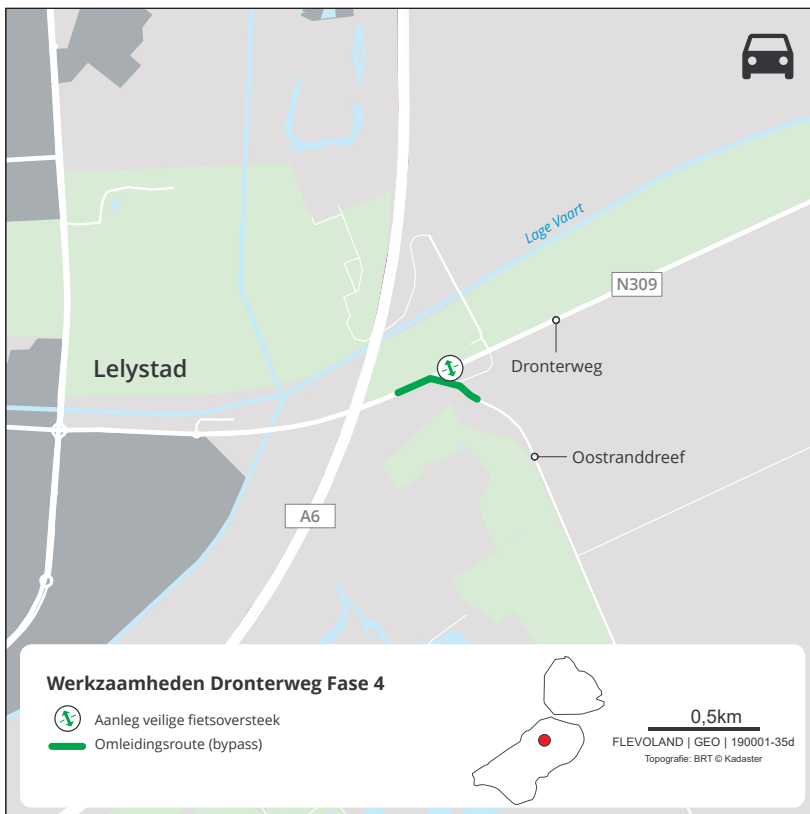 Lage Vaart
N309
Lelystad
Dronterweg
Oostranddreef
A6
Werkzaamheden Dronterweg Fase 4
Aanleg veilige fietsoversteek
Omleidingsroute (bypass)
0,5km
FLEVOLAND | GEO | 190001-35d
Topografie: BRT © Kadaster